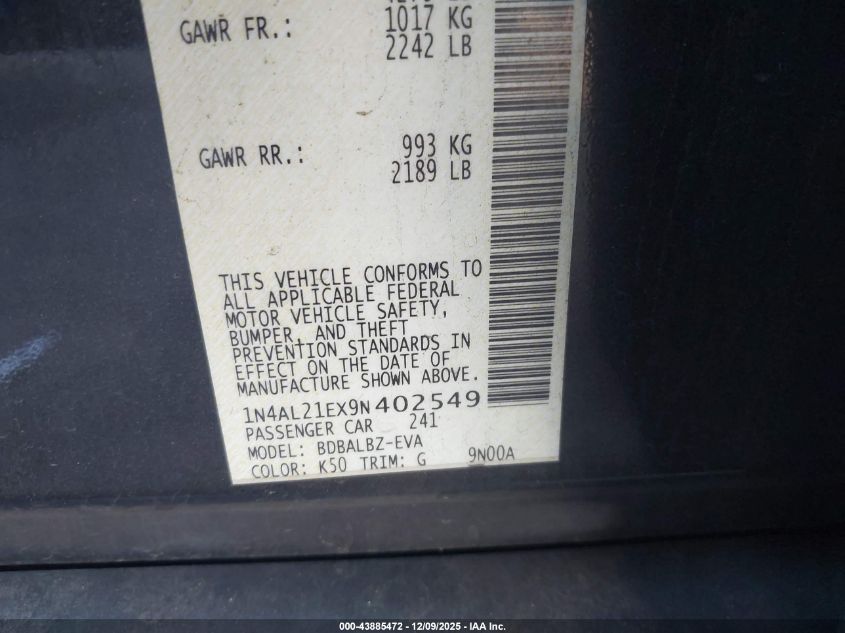 GAWR FR.: 1017 KG
2242 LB
GAWR RR.: 993 KG
2189 LB
THIS VEHICLE CONFORMS TO
ALL APPLICABLE FEDERAL
MOTOR VEHICLE SAFETY,
BUMPER, AND THEFT
PREVENTION STANDARDS IN
EFFECT ON THE DATE OF
MANUFACTURE SHOWN ABOVE.
1N4AL21EX9N402549
PASSENGER CAR 241
MODEL: BDBALBZ-EVA
COLOR: K50 TRIM: G 9N00A
000-43885472 - 12/09/2025 - IAA Inc.